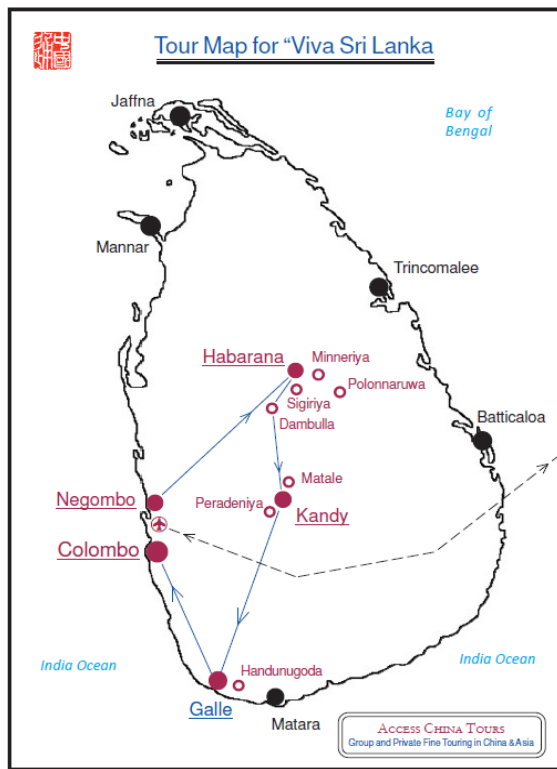 Tour Map for “Viva Sri Lanka
Jaffna
Bay of
Bengal
Mannar
Trincomalee
Habarana
Minneriya
Sigiriya
Polonnaruwa
Dambulla
Batticaloa
Matale
Negombo
Peradeniya
Kandy
Colombo
India Ocean
India Ocean
Handunugoda
Galle
Matara
ACCESS CHINA TOURS
Group and Private Fine Touring in China & Asia